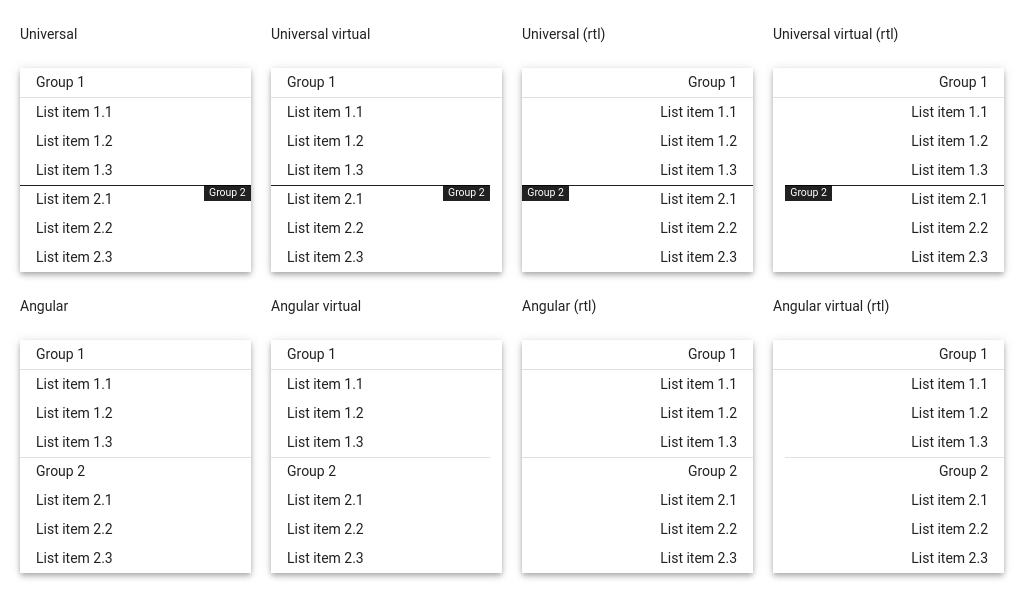 Universal
Group 1
List item 1.1
List item 1.2
List item 1.3
Group 2
List item 2.1
List item 2.2
List item 2.3
Universal virtual
Group 1
List item 1.1
List item 1.2
List item 1.3
Group 2
List item 2.1
List item 2.2
List item 2.3
Universal (rtl)
Group 1
List item 1.1
List item 1.2
List item 1.3
Group 2
List item 2.1
List item 2.2
List item 2.3
Universal virtual (rtl)
Group 1
List item 1.1
List item 1.2
List item 1.3
Group 2
List item 2.1
List item 2.2
List item 2.3
Angular
Group 1
List item 1.1
List item 1.2
List item 1.3
Group 2
List item 2.1
List item 2.2
List item 2.3
Angular virtual
Group 1
List item 1.1
List item 1.2
List item 1.3
Group 2
List item 2.1
List item 2.2
List item 2.3
Angular (rtl)
Group 1
List item 1.1
List item 1.2
List item 1.3
Group 2
List item 2.1
List item 2.2
List item 2.3
Angular virtual (rtl)
Group 1
List item 1.1
List item 1.2
List item 1.3
Group 2
List item 2.1
List item 2.2
List item 2.3